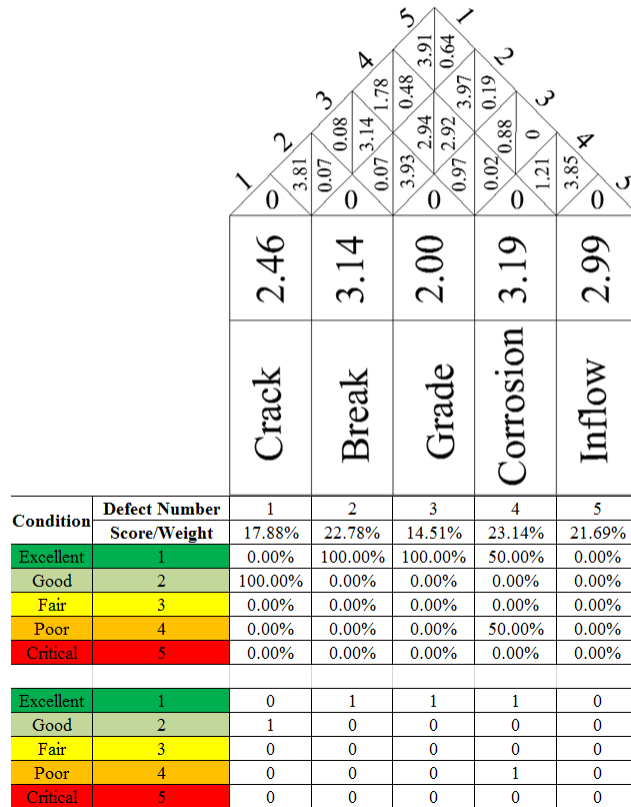 5 1
3.91 0.64
4 2
1.78 0.48 3.97 0.19
3 3
0.08 3.14 2.94 2.92 0.88 0
2 4
3.81 0.07 0.07 3.93 0.97 0.02 1.21 3.85
1 5
0 0 0 0 0
2.46 3.14 2.00 3.19 2.99
Crack Break Grade Corrosion Inflow
Condition Defect Number 1 2 3 4 5
Score/Weight 17.88% 22.78% 14.51% 23.14% 21.69%
Excellent 1 0.00% 100.00% 100.00% 50.00% 0.00%
Good 2 100.00% 0.00% 0.00% 0.00% 0.00%
Fair 3 0.00% 0.00% 0.00% 0.00% 0.00%
Poor 4 0.00% 0.00% 0.00% 50.00% 0.00%
Critical 5 0.00% 0.00% 0.00% 0.00% 0.00%
Excellent 1 0 1 1 1 0
Good 2 1 0 0 0 0
Fair 3 0 0 0 0 0
Poor 4 0 0 0 1 0
Critical 5 0 0 0 0 0